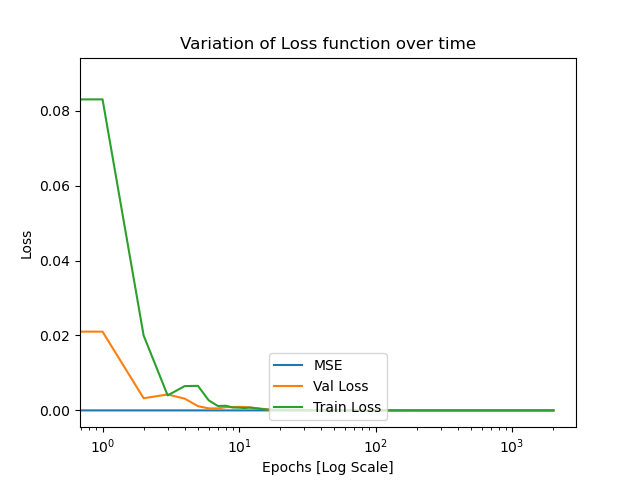 Variation of Loss function over time
0.08
0.06
0.04
0.02
0.00
Loss
MSE
Val Loss
Train Loss
10⁰
10¹
10²
10³
Epochs [Log Scale]